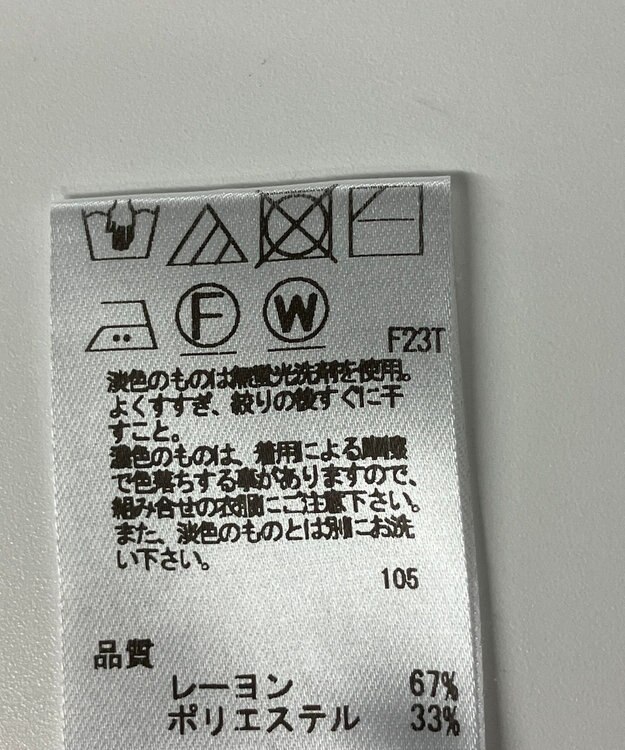 F W F23T
淡色のものは無蛍光洗剤を使用。
よくすすぎ、絞りの後すぐに干
すこと。
濃色のものは、着用による摩擦
で色落ちする事がありますので、
組み合せの衣服にご注意下さい。
また、淡色のものとは別にお洗
い下さい。
105
品質
レーヨン 67%
ポリエステル 33%